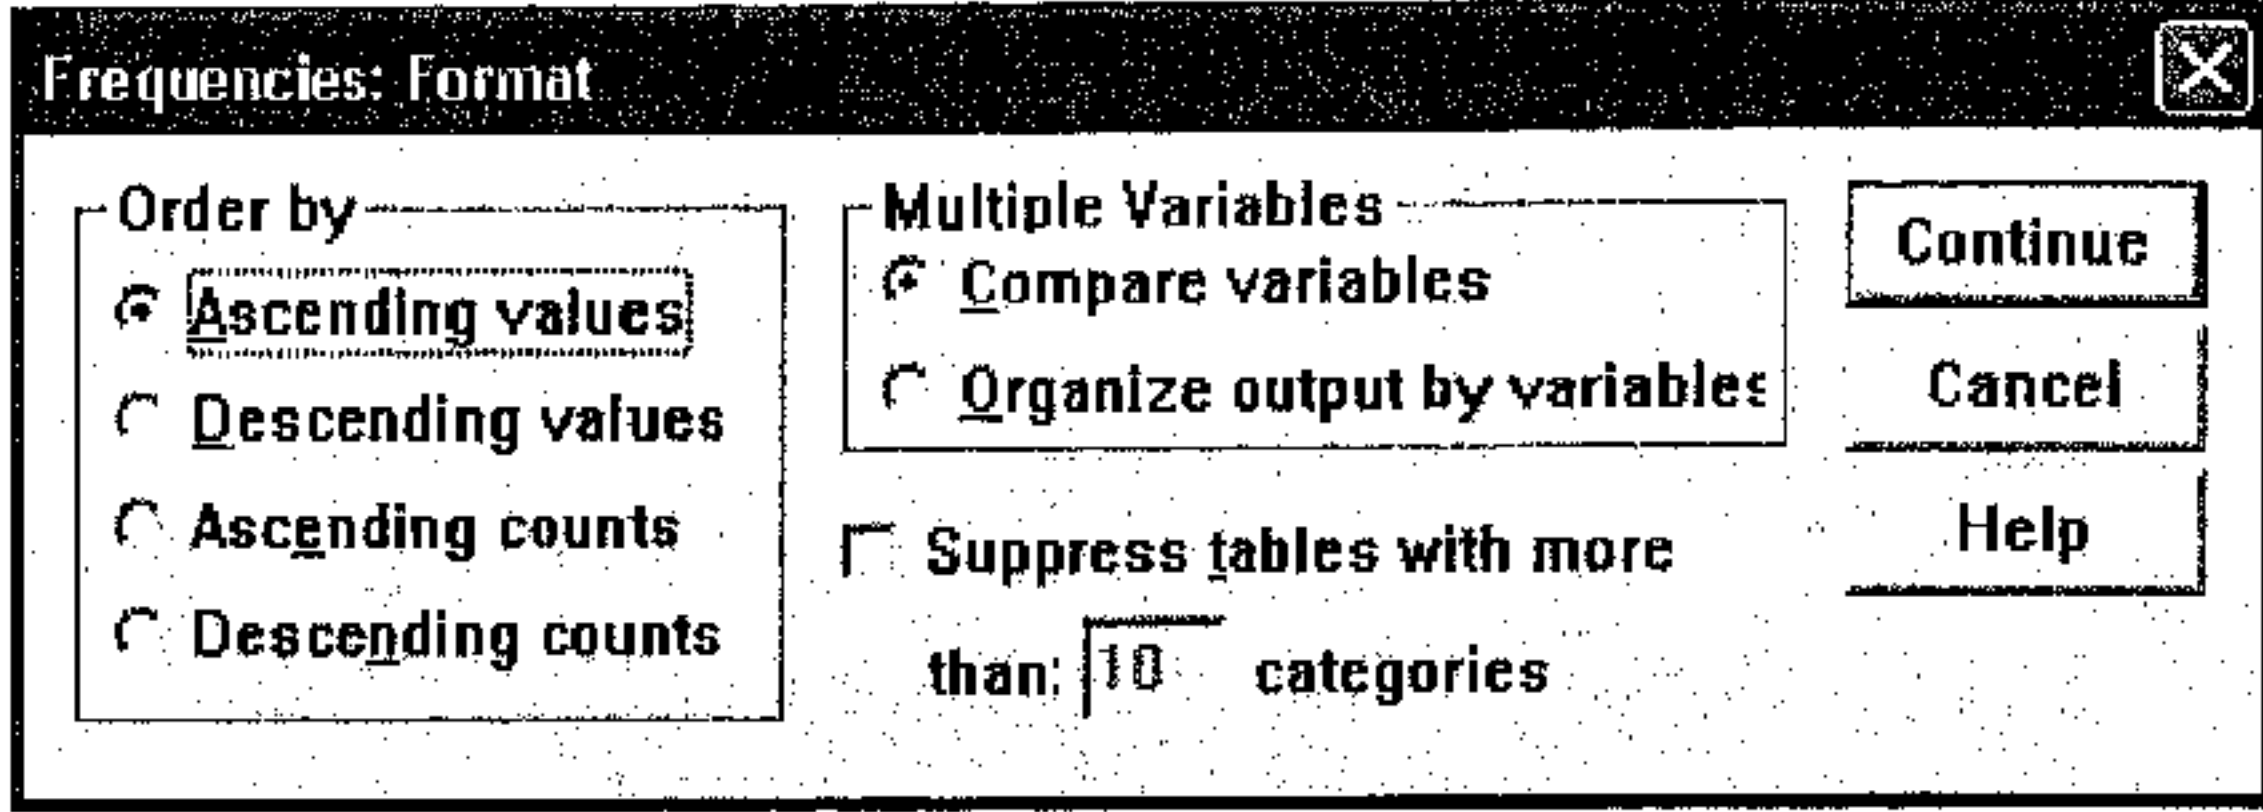 Frequencies: Format
Order by
Ascending values
Descending values
Ascending counts
Descending counts
Multiple Variables
Compare variables
Organize output by variables
Suppress tables with more
than: 10 categories
Continue
Cancel
Help